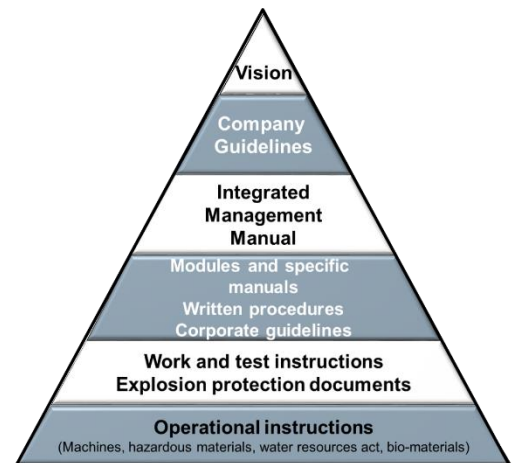 Vision
Company
Guidelines
Integrated
Management
Manual
Modules and specific
manuals
Written procedures
Corporate guidelines
Work and test instructions
Explosion protection documents
Operational instructions
(Machines, hazardous materials, water resources act, bio-materials)